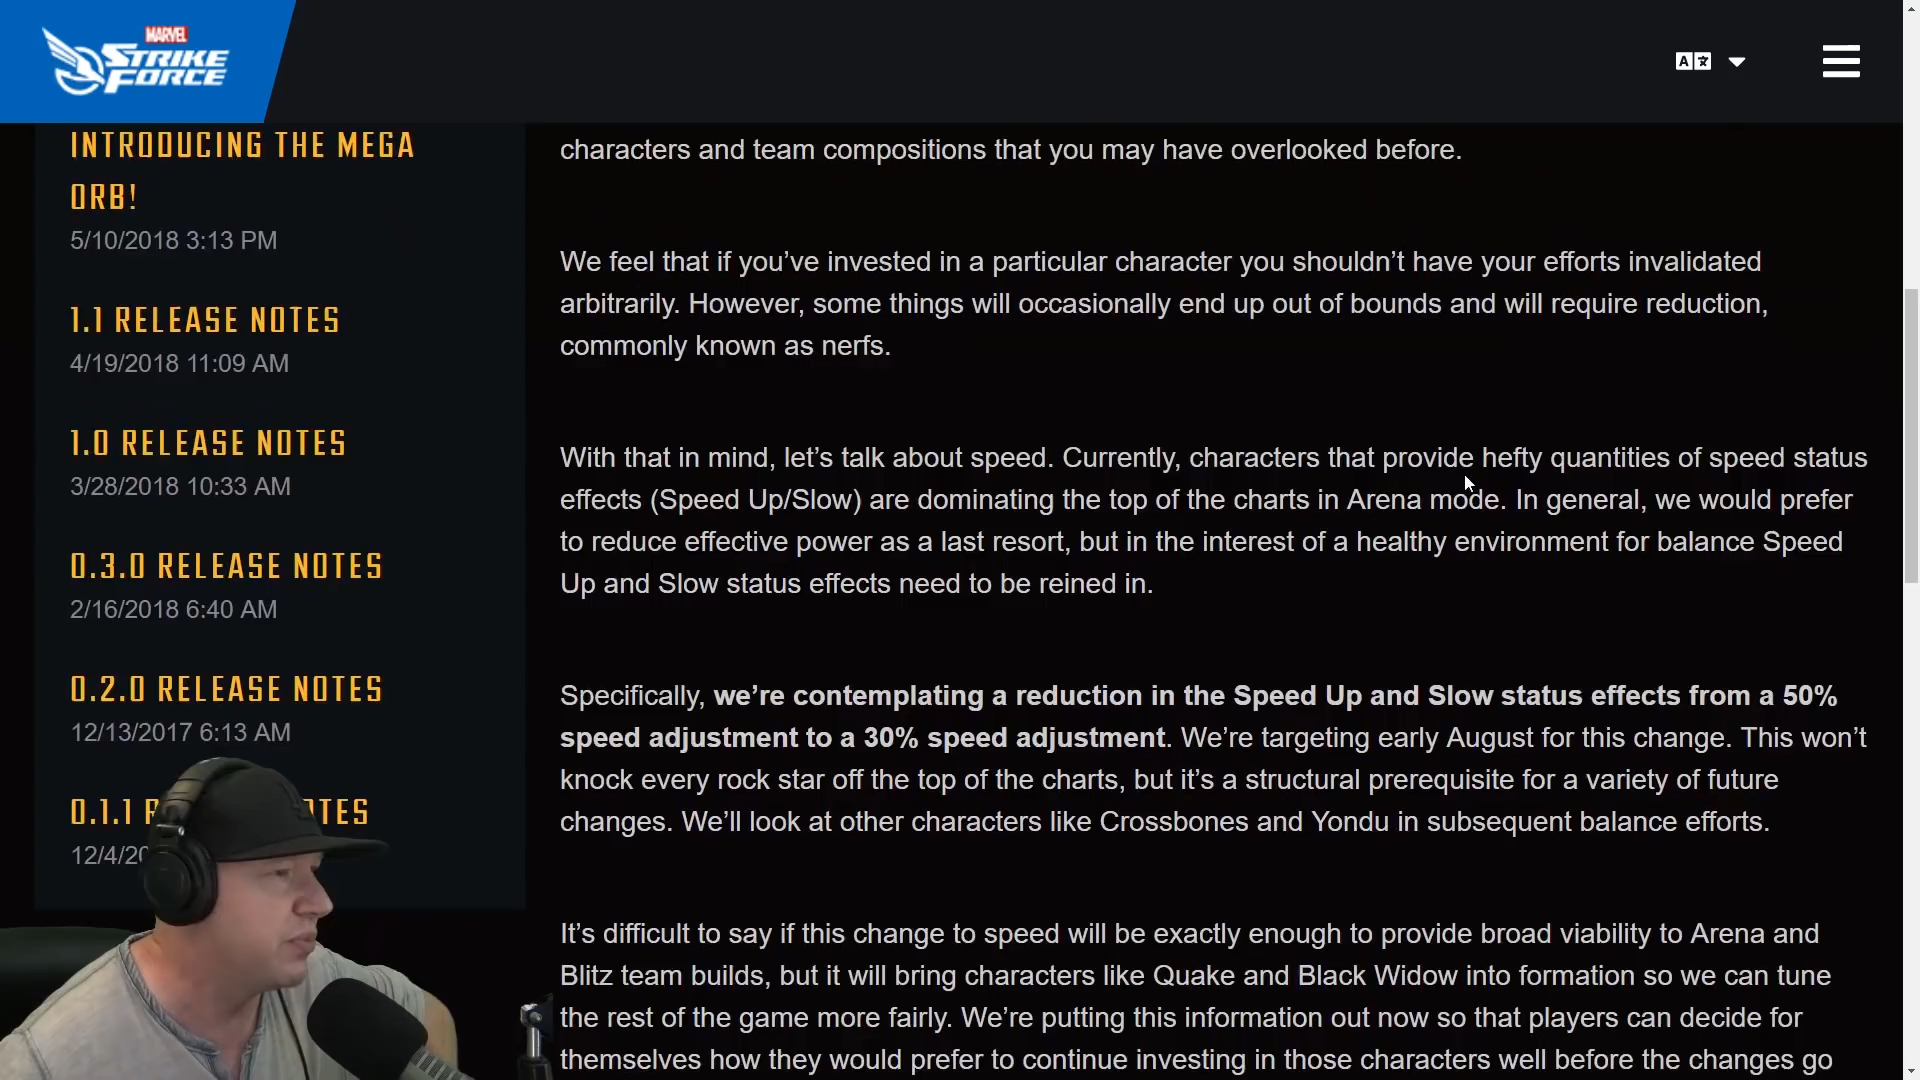 MARVEL
STRIKE
FORCE
INTRODUCING THE MEGA
ORB!
5/10/2018 3:13 PM
1.1 RELEASE NOTES
4/19/2018 11:09 AM
1.0 RELEASE NOTES
3/28/2018 10:33 AM
0.3.0 RELEASE NOTES
2/16/2018 6:40 AM
0.2.0 RELEASE NOTES
12/13/2017 6:13 AM
0.1.1
characters and team compositions that you may have overlooked before.
We feel that if you’ve invested in a particular character you shouldn’t have your efforts invalidated
arbitrarily. However, some things will occasionally end up out of bounds and will require reduction,
commonly known as nerfs.
With that in mind, let’s talk about speed. Currently, characters that provide hefty quantities of speed status
effects (Speed Up/Slow) are dominating the top of the charts in Arena mode. In general, we would prefer
to reduce effective power as a last resort, but in the interest of a healthy environment for balance Speed
Up and Slow status effects need to be reined in.
Specifically, we’re contemplating a reduction in the Speed Up and Slow status effects from a 50%
speed adjustment to a 30% speed adjustment. We’re targeting early August for this change. This won’t
knock every rock star off the top of the charts, but it’s a structural prerequisite for a variety of future
changes. We’ll look at other characters like Crossbones and Yondu in subsequent balance efforts.
It’s difficult to say if this change to speed will be exactly enough to provide broad viability to Arena and
Blitz team builds, but it will bring characters like Quake and Black Widow into formation so we can tune
the rest of the game more fairly. We’re putting this information out now so that players can decide for
themselves how they would prefer to continue investing in those characters well before the changes go